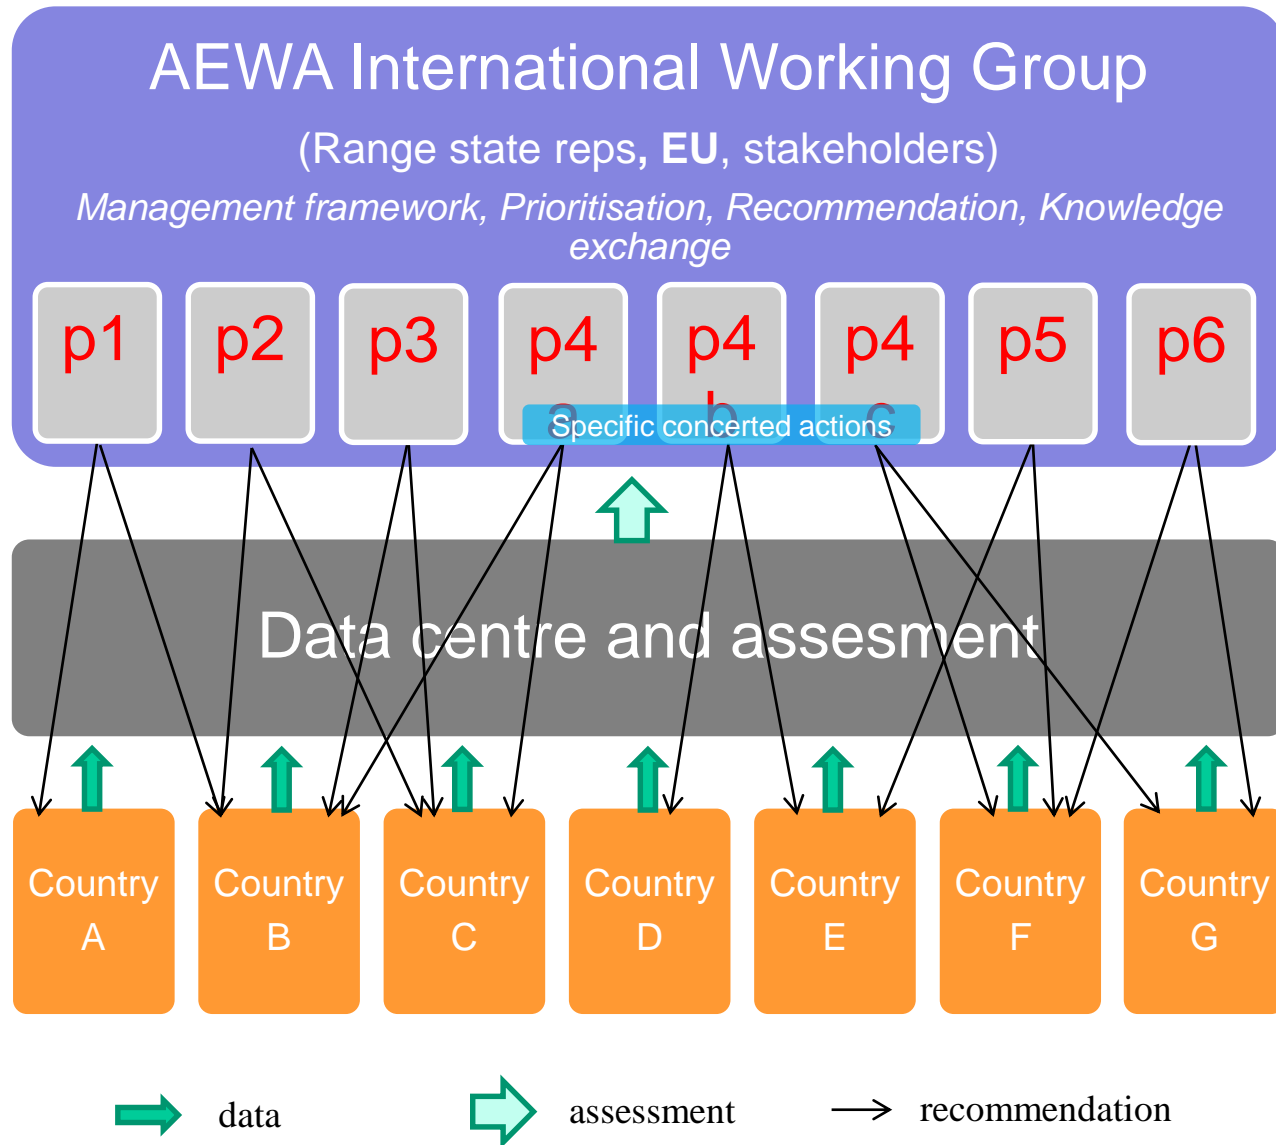 AEWA International Working Group
(Range state reps, EU, stakeholders)
Management framework, Prioritisation, Recommendation, Knowledge
exchange
p1 p2 p3 p4 p4 p4 p5 p6
a b c
Specific concerted actions
Data centre and assesment
Country Country Country Country Country Country Country
A B C D E F G
data assessment recommendation